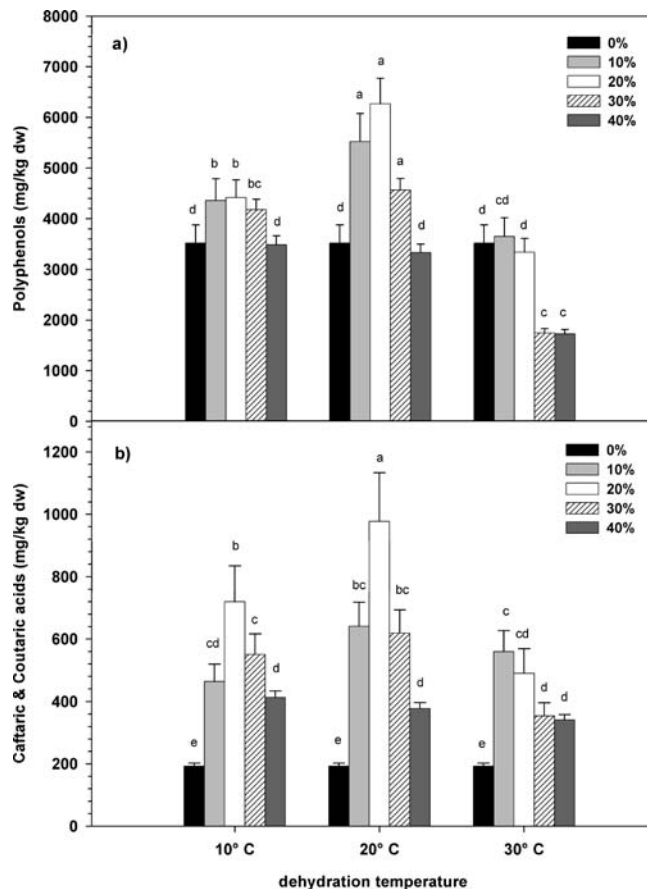 a)
8000
7000
6000
5000
4000
3000
2000
1000
0
Polyphenols (mg/kg dw)
0%
10%
20%
30%
40%
d b b bc d
d a a a d
d cd d c c
b)
1200
1000
800
600
400
200
0
Caftaric & Coutaric acids (mg/kg dw)
0%
10%
20%
30%
40%
e cd b c d
e bc a bc d
e c cd d d
10° C 20° C 30° C
dehydration temperature